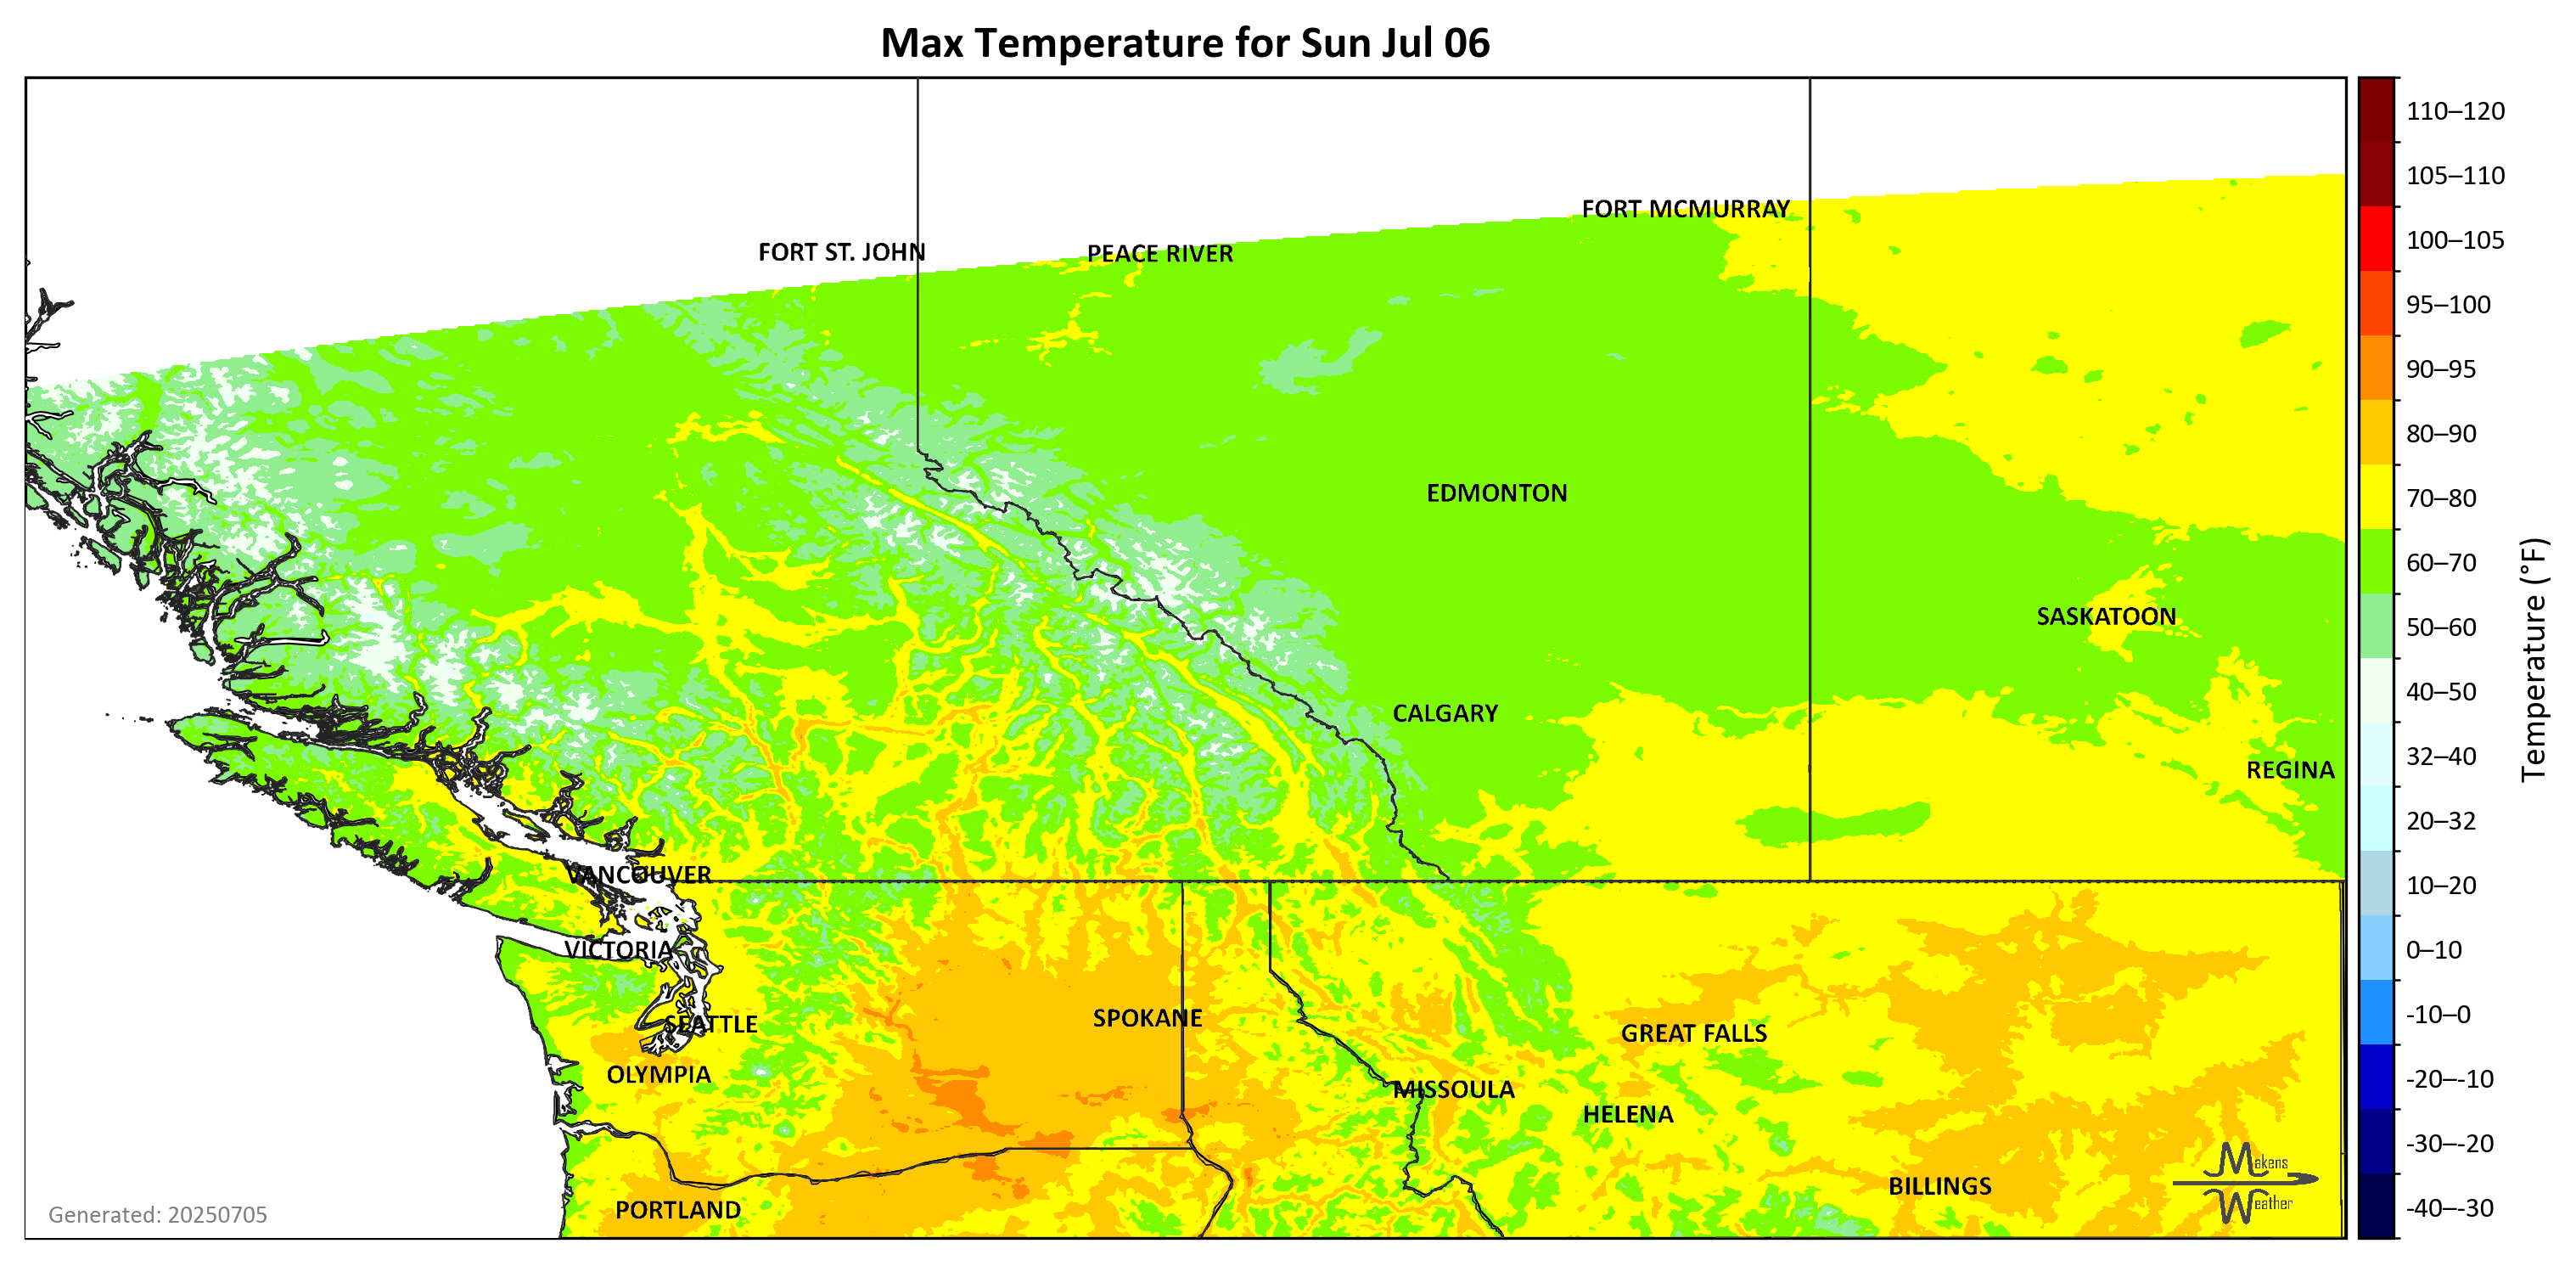 Max Temperature for Sun Jul 06
110–120
105–110
FORT MCMURRAY
100–105
FORT ST. JOHN
PEACE RIVER
95–100
90–95
80–90
EDMONTON
70–80
60–70
SASKATOON
50–60
Temperature (°F)
40–50
CALGARY
32–40
REGINA
20–32
VANCOUVER
10–20
VICTORIA
0–10
SEATTLE
SPOKANE
GREAT FALLS
-10–0
OLYMPIA
MISSOULA
-20–-10
HELENA
-30–-20
Makens
Weather
BILLINGS
PORTLAND
-40–-30
Generated: 20250705